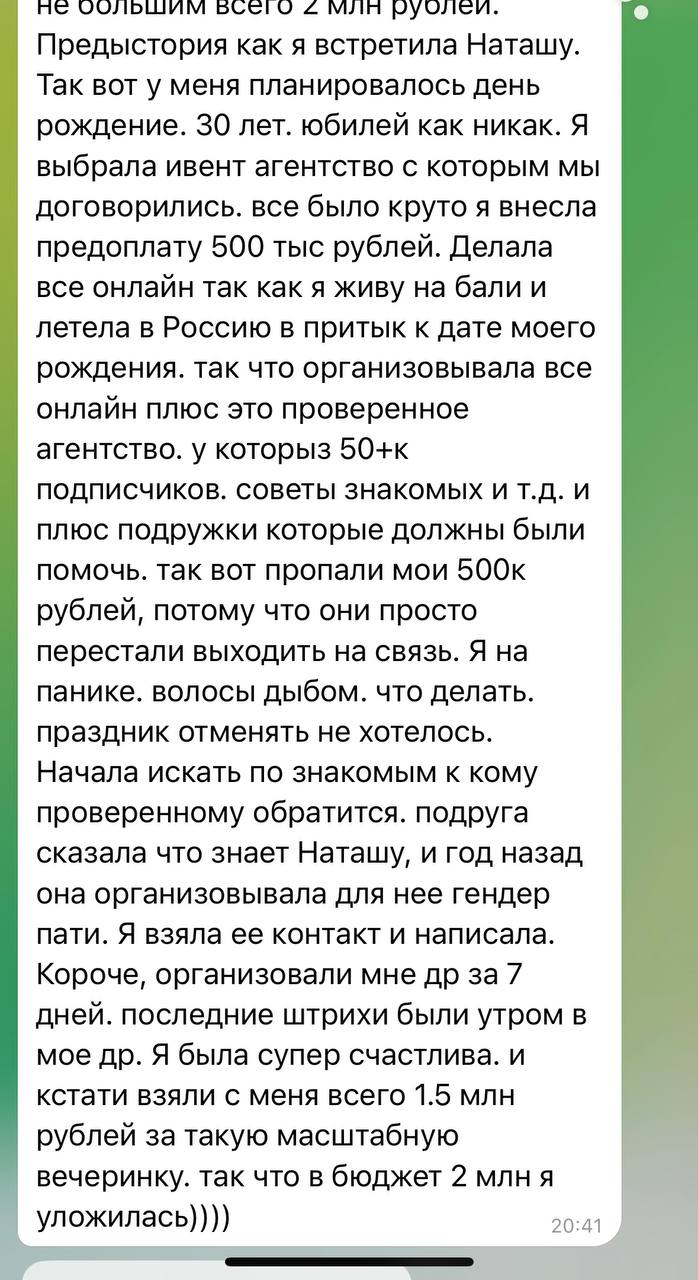 не большим всего 2 млн рублей.
Предыстория как я встретила Наташу.
Так вот у меня планировалось день
рождение. 30 лет. юбилей как никак. Я
выбрала ивент агентство с которым мы
договорились. все было круто я внесла
предоплату 500 тыс рублей. Делала
все онлайн так как я живу на бали и
летела в Россию в притык к дате моего
рождения. так что организовывала все
онлайн плюс это проверенное
агентство. у которыз 50+к
подписчиков. советы знакомых и т.д. и
плюс подружки которые должны были
помочь. так вот пропали мои 500к
рублей, потому что они просто
перестали выходить на связь. Я на
панике. волосы дыбом. что делать.
праздник отменять не хотелось.
Начала искать по знакомым к кому
проверенному обратится. подруга
сказала что знает Наташу, и год назад
она организовывала для нее гендер
пати. Я взяла ее контакт и написала.
Короче, организовали мне др за 7
дней. последние штрихи были утром в
мое др. Я была супер счастлива. и
кстати взяли с меня всего 1.5 млн
рублей за такую масштабную
вечеринку. так что в бюджет 2 млн я
уложилась))))
20:41